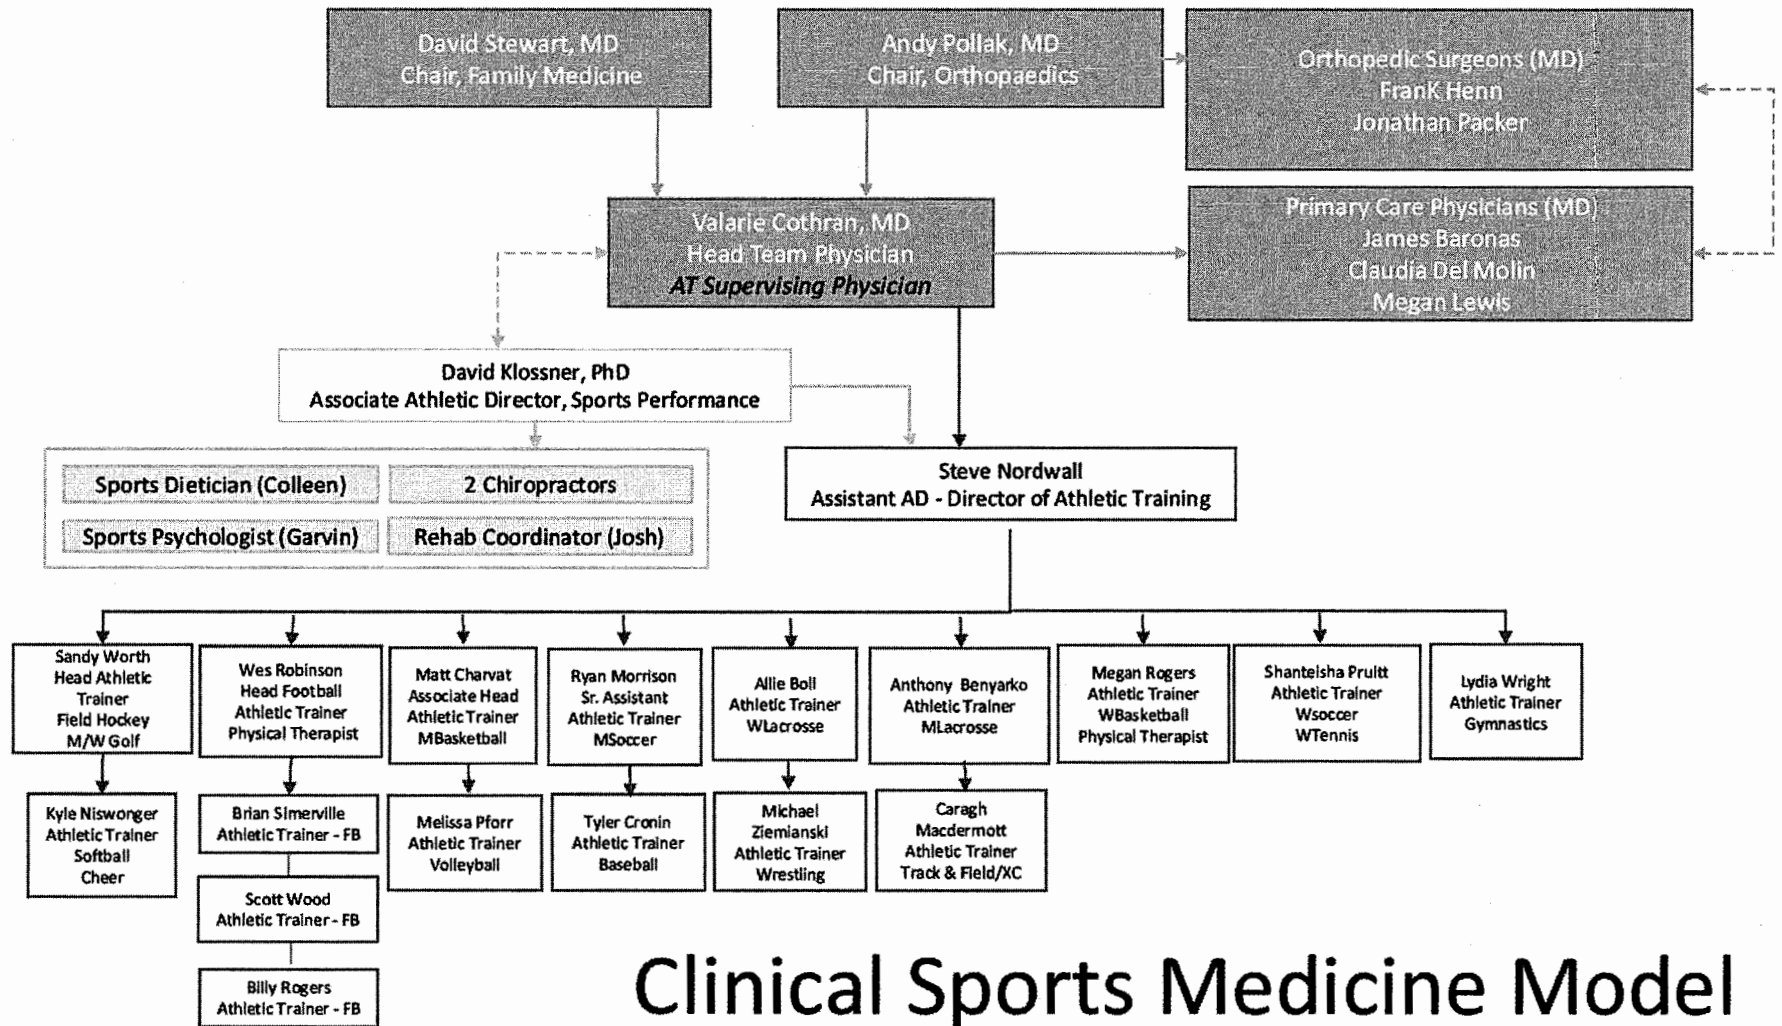 David Stewart, MD
Chair, Family Medicine
Andy Pollak, MD
Chair, Orthopaedics
Orthopedic Surgeons (MD)
FranK Henn
Jonathan Packer
Valarie Cothran, MD
Head Team Physician
AT Supervising Physician
Primary Care Physicians (MD)
James Baronas
Claudia Del Molin
Megan Lewis
David Klossner, PhD
Associate Athletic Director, Sports Performance
Sports Dietician (Colleen)
2 Chiropractors
Sports Psychologist (Garvin)
Rehab Coordinator (Josh)
Steve Nordwall
Assistant AD - Director of Athletic Training
Sandy Worth
Head Athletic
Trainer
Field Hockey
M/W Golf
Wes Robinson
Head Football
Athletic Trainer
Physical Therapist
Matt Charvat
Associate Head
Athletic Trainer
MBasketball
Ryan Morrison
Sr. Assistant
Athletic Trainer
MSoccer
Allie Boll
Athletic Trainer
WLacrosse
Anthony Benyarko
Athletic Trainer
MLacrosse
Megan Rogers
Athletic Trainer
WBasketball
Physical Therapist
Shanteisha Pruitt
Athletic Trainer
Wsoccer
WTennis
Lydia Wright
Athletic Trainer
Gymnastics
Kyle Niswonger
Athletic Trainer
Softball
Cheer
Brian Simerville
Athletic Trainer - FB
Scott Wood
Athletic Trainer - FB
Billy Rogers
Athletic Trainer - FB
Melissa Pforr
Athletic Trainer
Volleyball
Tyler Cronin
Athletic Trainer
Baseball
Michael
Ziemianski
Athletic Trainer
Wrestling
Caragh
Macdermott
Athletic Trainer
Track & Field/XC
Clinical Sports Medicine Model